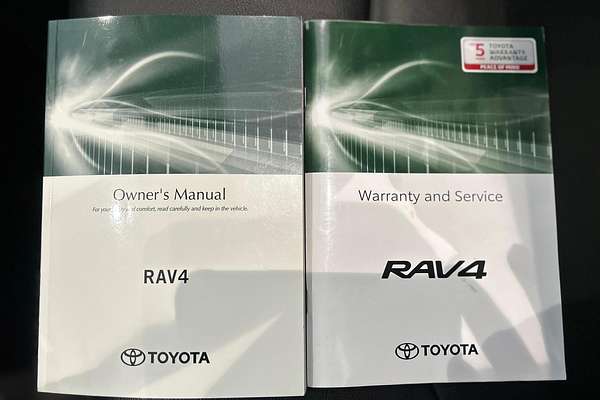 Owner's Manual
For your safety and comfort, read carefully and keep in the vehicle.
RAV4
TOYOTA
5
TOYOTA
WARRANTY
ADVANTAGE
PEACE OF MIND
Warranty and Service
RAV4
TOYOTA